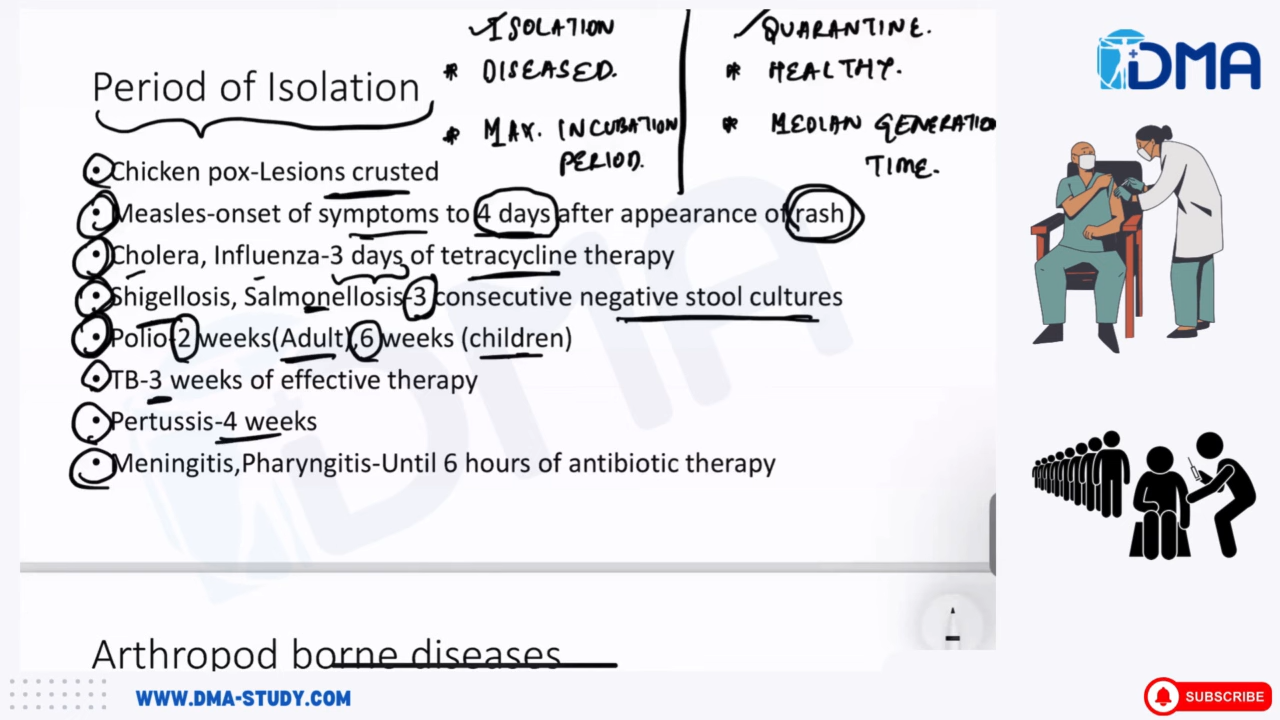 ISOLATION
QUARANTINE.
* DISEASED.
* HEALTHY.
Period of Isolation
* MAX. INCUBATION
PERIOD.
* MEDIAN GENERATION
TIME.
• Chicken pox-Lesions crusted
• Measles-onset of symptoms to 4 days after appearance of rash
• Cholera, Influenza-3 days of tetracycline therapy
• Shigellosis, Salmonellosis-3 consecutive negative stool cultures
• Polio-2 weeks(Adult),6 weeks (children)
• TB-3 weeks of effective therapy
• Pertussis-4 weeks
• Meningitis,Pharyngitis-Until 6 hours of antibiotic therapy
Arthropod borne diseases
DMA
DMA
WWW.DMA-STUDY.COM
SUBSCRIBE